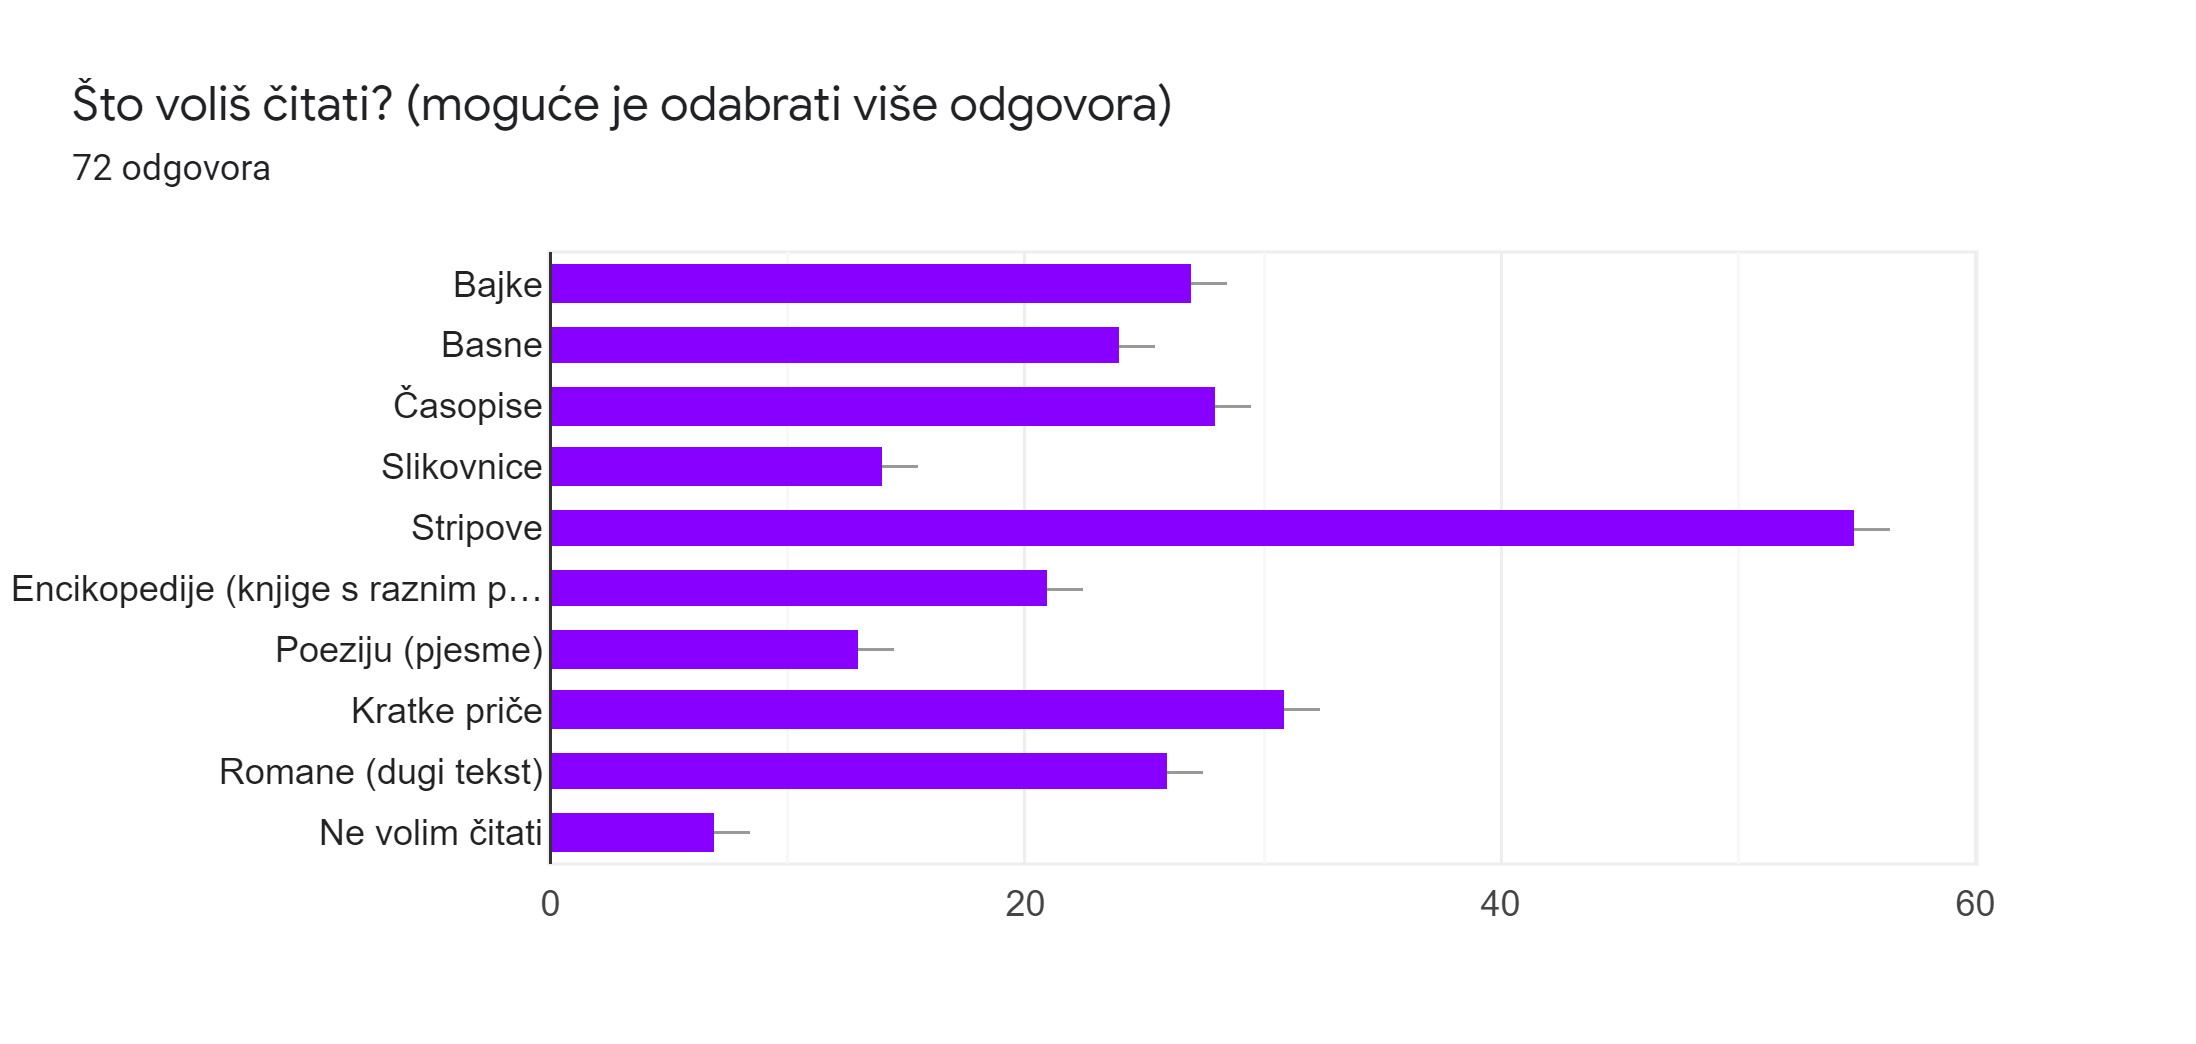 Što voliš čitati? (moguće je odabrati više odgovora)
72 odgovora
Bajke
Basne
Časopise
Slikovnice
Stripove
Encikopedije (knjige s raznim p…
Poeziju (pjesme)
Kratke priče
Romane (dugi tekst)
Ne volim čitati
0 20 40 60